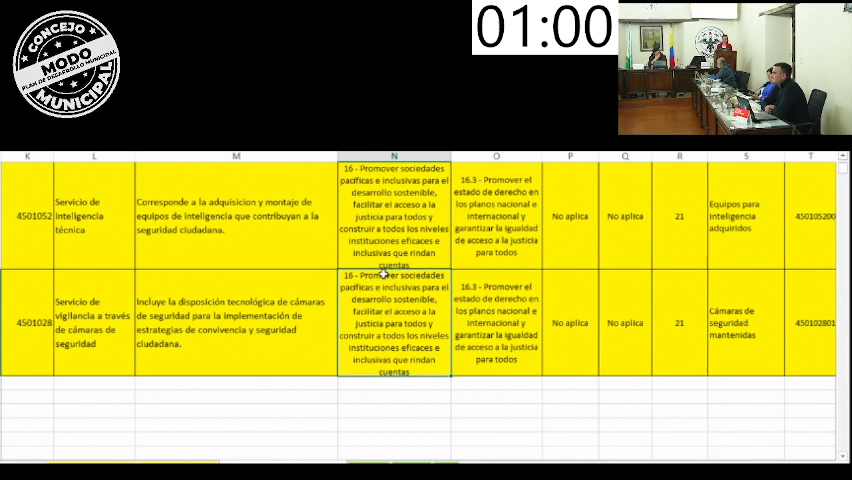 CONCEJO
MODO
PLAN DE DESARROLLO MUNICIPAL
MUNICIPAL
01:00
K L M N O P Q R S T
4501052
Servicio de
Inteligencia
técnica
Corresponde a la adquisicion y montaje de
equipos de inteligencia que contribuyan a la
seguridad ciudadana.
16 - Promover sociedades
pacíficas e inclusivas para el
desarrollo sostenible,
facilitar el acceso a la
justicia para todos y
construir a todos los niveles
instituciones eficaces e
inclusivas que rindan
cuentas
16.3 - Promover el
estado de derecho en
los planos nacional e
internacional y
garantizar la igualdad
de acceso a la justicia
para todos
No aplica
No aplica
21
Equipos para
inteligencia
adquiridos
450105200
4501028
Servicio de
vigilancia a través
de cámaras de
seguridad
Incluye la disposición tecnológica de cámaras
de seguridad para la implementación de
estrategias de convivencia y seguridad
ciudadana.
16 - Promover sociedades
pacíficas e inclusivas para el
desarrollo sostenible,
facilitar el acceso a la
justicia para todos y
construir a todos los niveles
instituciones eficaces e
inclusivas que rindan
cuentas
16.3 - Promover el
estado de derecho en
los planos nacional e
internacional y
garantizar la igualdad
de acceso a la justicia
para todos
No aplica
No aplica
21
Cámaras de
seguridad
mantenidas
450102801